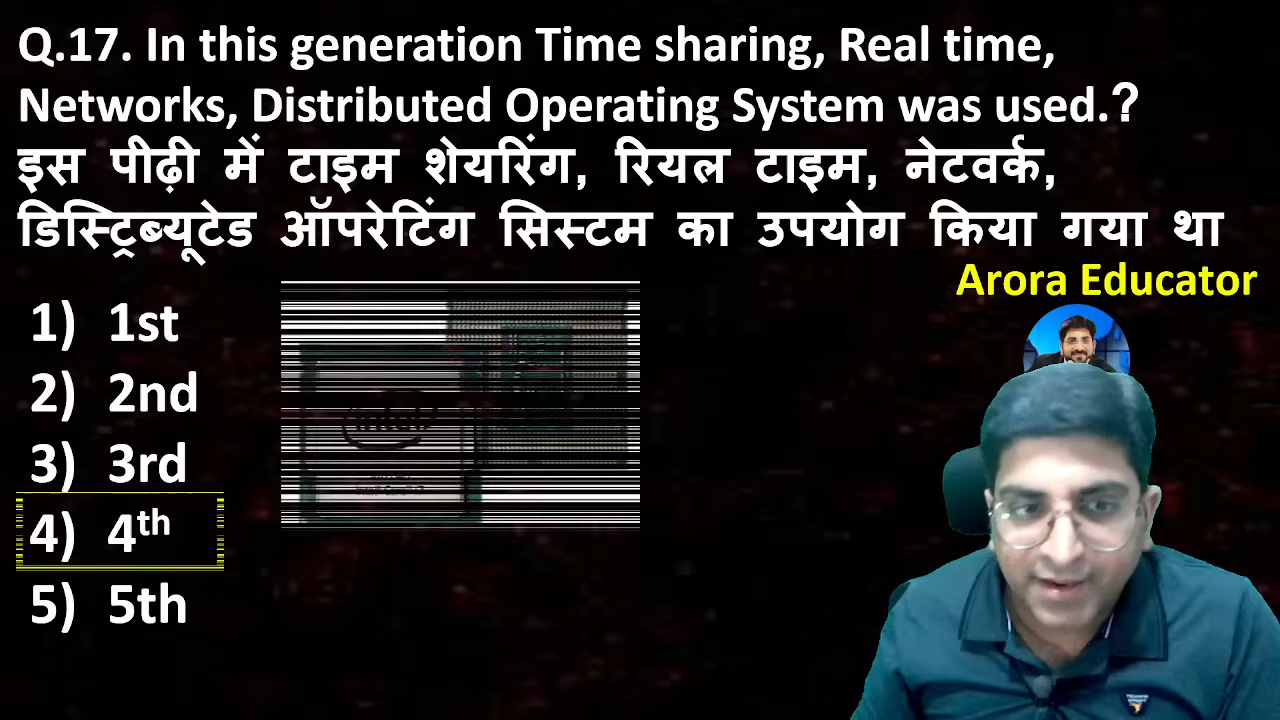 Q.17. In this generation Time sharing, Real time,
Networks, Distributed Operating System was used.?
इस पीढ़ी में टाइम शेयरिंग, रियल टाइम, नेटवर्क,
डिस्ट्रिब्यूटेड ऑपरेटिंग सिस्टम का उपयोग किया गया था
Arora Educator
1) 1st
2) 2nd
3) 3rd
4) 4th
5) 5th